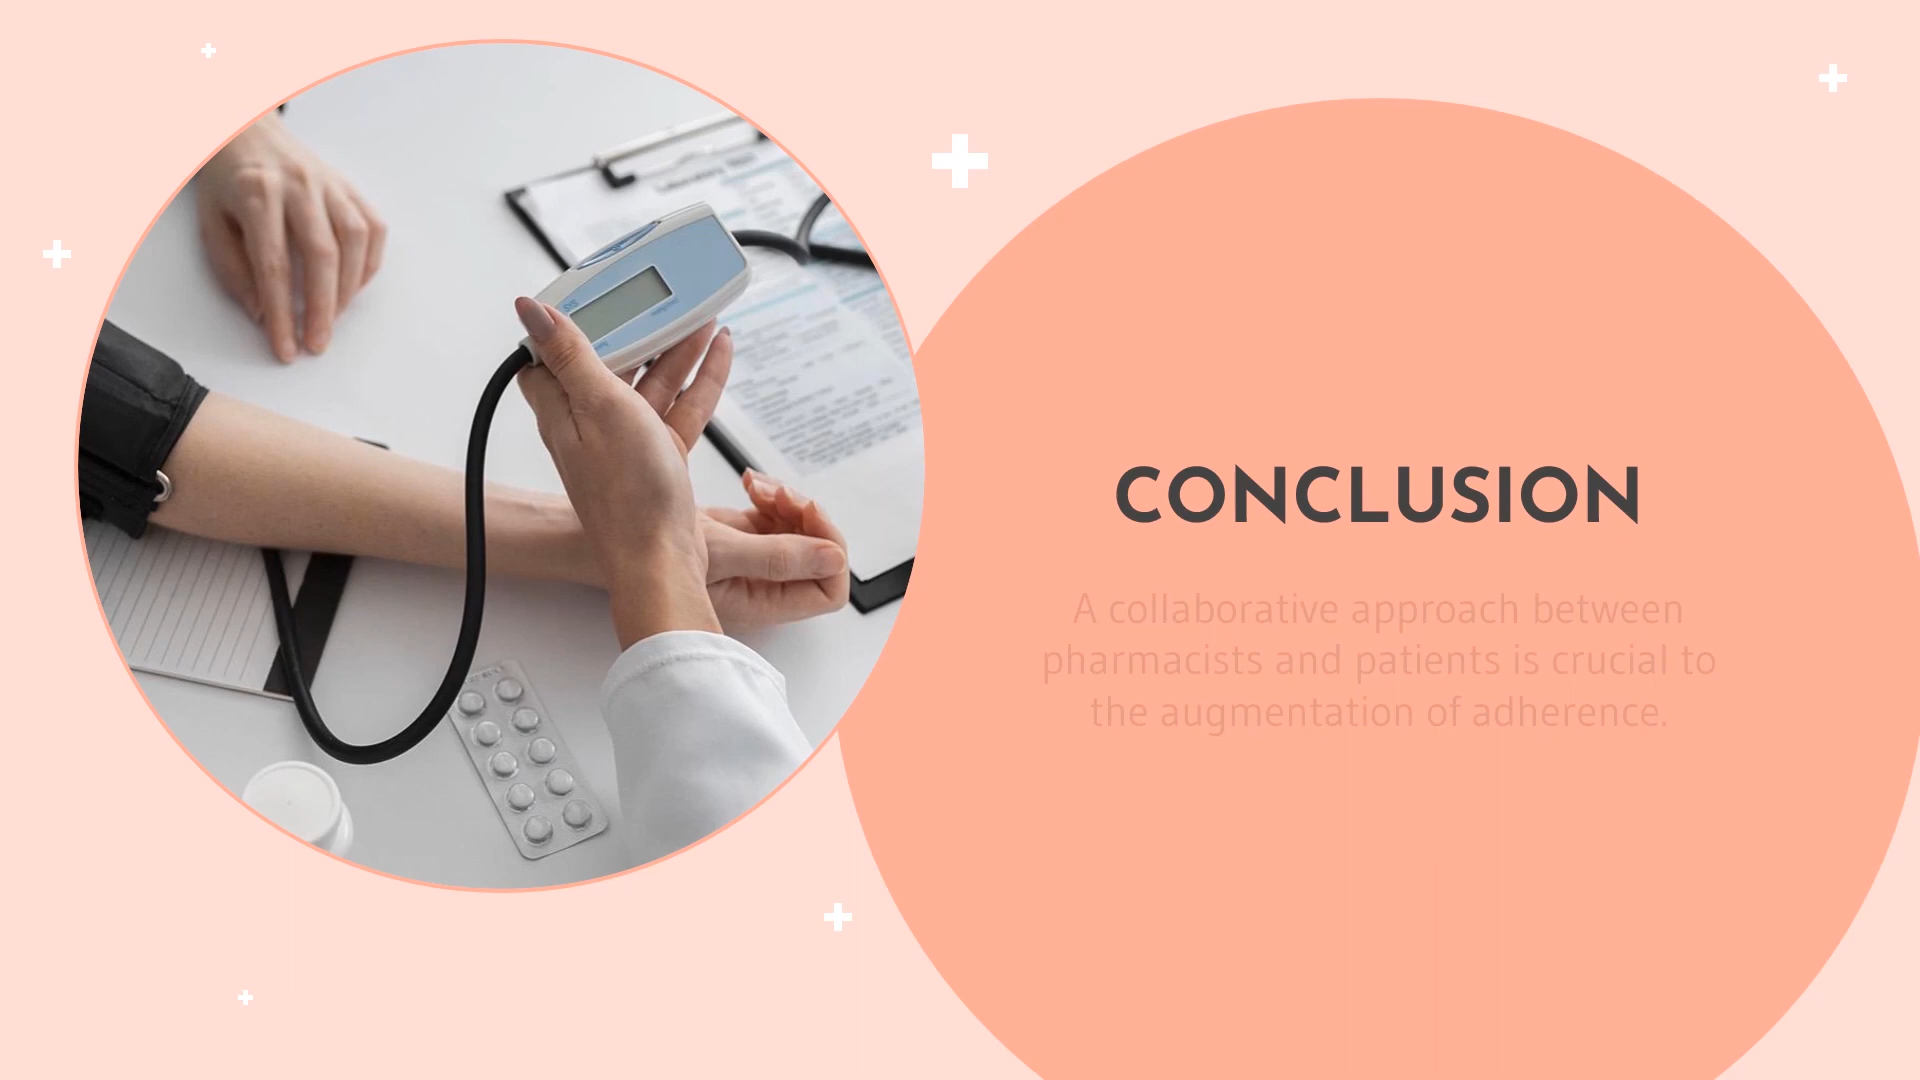 CONCLUSION
A collaborative approach between
pharmacists and patients is crucial to
the augmentation of adherence.